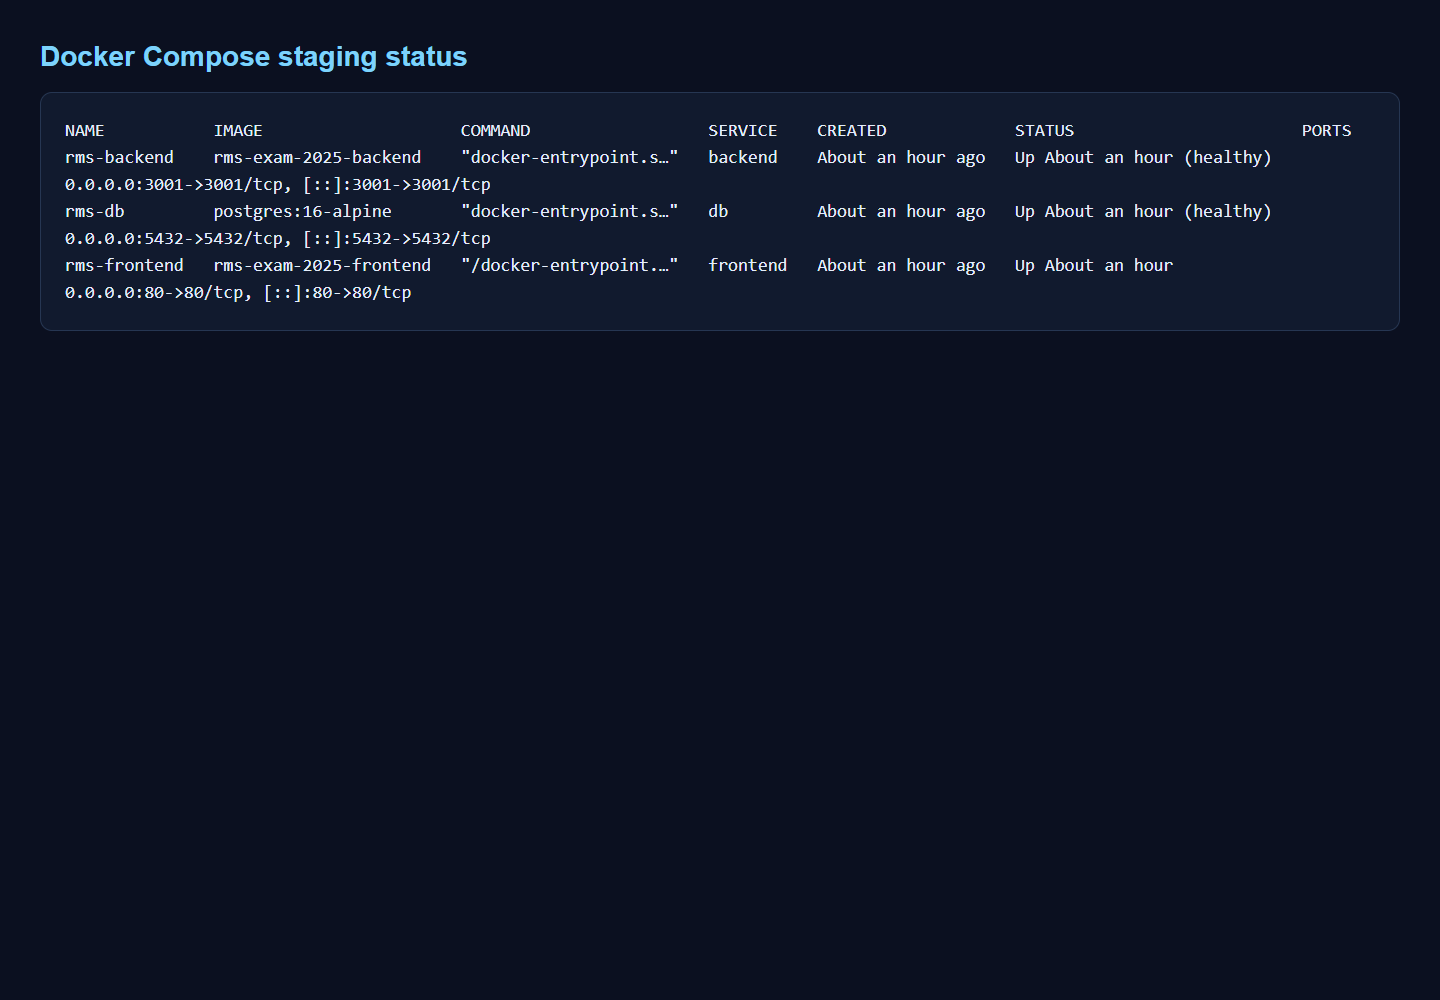 Docker Compose staging status
NAME           IMAGE                    COMMAND                  SERVICE    CREATED             STATUS                       PORTS
rms-backend    rms-exam-2025-backend    "docker-entrypoint.s…"   backend    About an hour ago   Up About an hour (healthy)
0.0.0.0:3001->3001/tcp, [::]:3001->3001/tcp
rms-db         postgres:16-alpine       "docker-entrypoint.s…"   db         About an hour ago   Up About an hour (healthy)
0.0.0.0:5432->5432/tcp, [::]:5432->5432/tcp
rms-frontend   rms-exam-2025-frontend   "/docker-entrypoint.…"   frontend   About an hour ago   Up About an hour
0.0.0.0:80->80/tcp, [::]:80->80/tcp